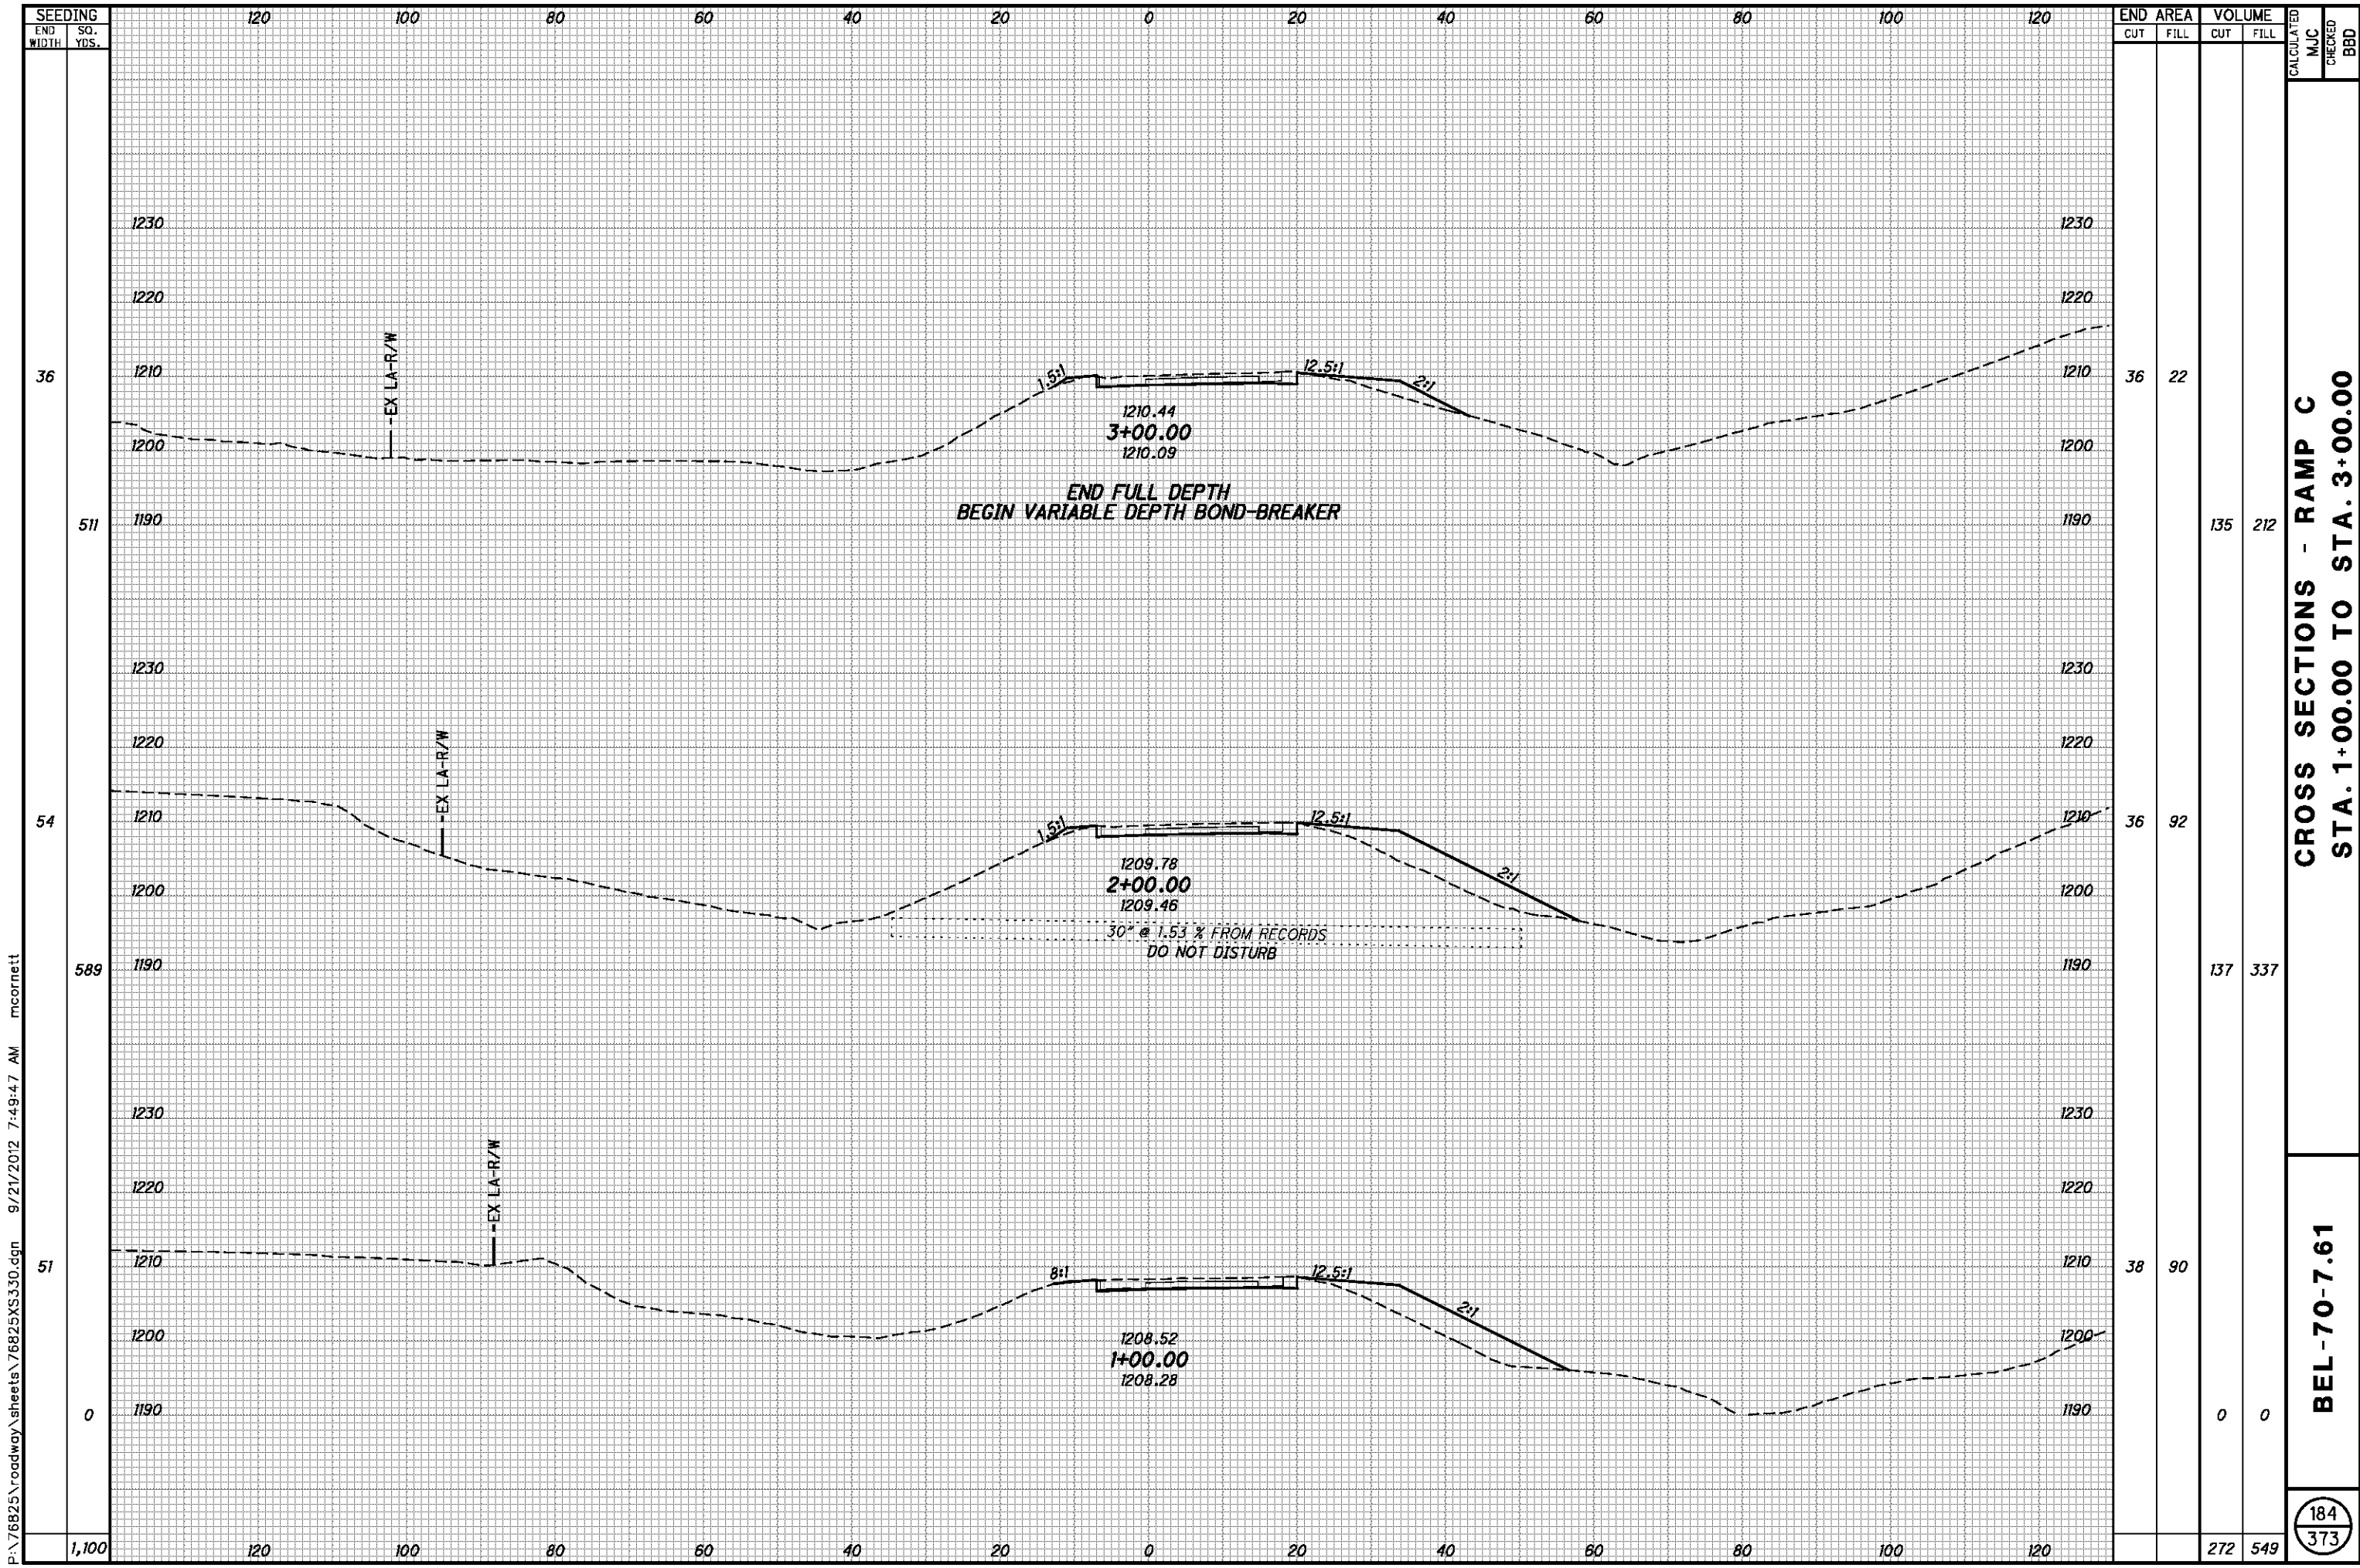 SEEDING
END WIDTH
SQ. YDS.
120 100 80 60 40 20 0 20 40 60 80 100 120
END AREA
VOLUME
CUT FILL CUT FILL
CALCULATED
MJC
CHECKED
BBD
1230 1230
1220 1220
EX LA-R/W
36
1210
1.5:1
12.5:1
2:1
1210
36 22
1210.44
3+00.00
1210.09
1200 1200
END FULL DEPTH
BEGIN VARIABLE DEPTH BOND-BREAKER
511
1190 1190
135 212
1230 1230
1220 1220
EX LA-R/W
54
1210
1.5:1
12.5:1
2:1
1210
36 92
1209.78
2+00.00
1209.46
1200 1200
30" @ 1.53 % FROM RECORDS
DO NOT DISTURB
589
1190 1190
137 337
1230 1230
1220 1220
EX LA-R/W
51
1210
8:1
12.5:1
2:1
1210
38 90
1208.52
1+00.00
1208.28
1200 1200
0
1190 1190
0 0
1,100
120 100 80 60 40 20 0 20 40 60 80 100 120
272 549
CROSS SECTIONS - RAMP C
STA. 1+00.00 TO STA. 3+00.00
BEL-70-7.61
184
373
P:\76825\roadway\sheets\76825XS330.dgn 9/21/2012 7:49:47 AM mcornett